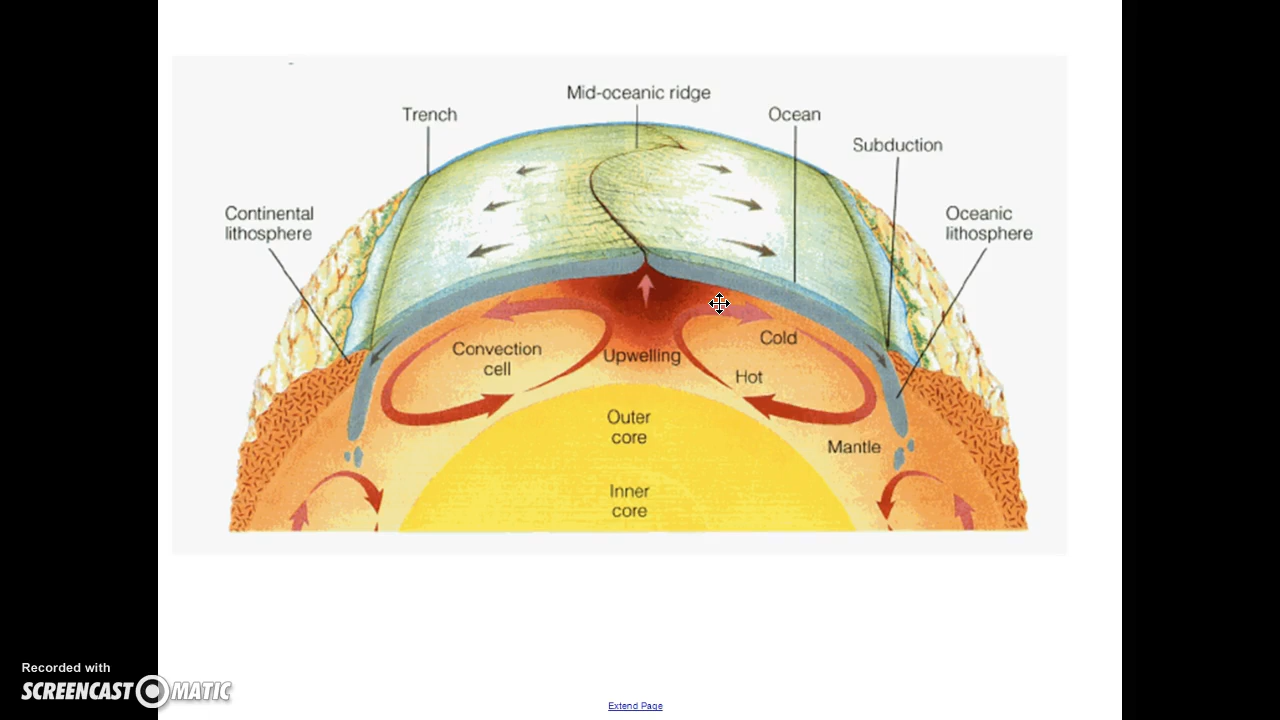 Mid-oceanic ridge
Trench
Ocean
Subduction
Continental
lithosphere
Oceanic
lithosphere
Convection
cell
Upwelling
Cold
Hot
Outer
core
Mantle
Inner
core
Recorded with
SCREENCAST MATIC
Extend Page